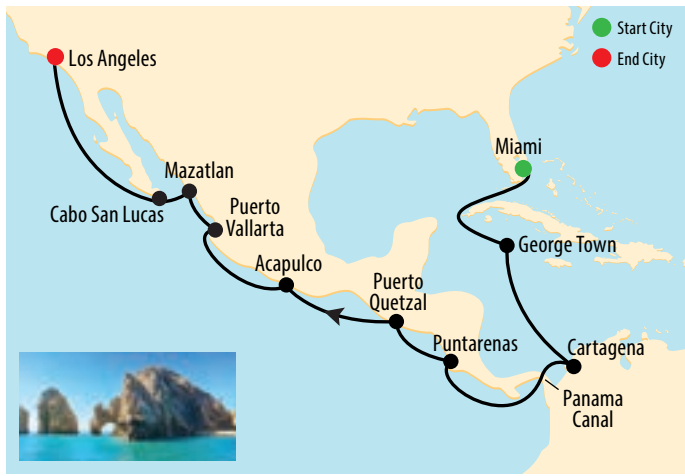 Start City
End City
Los Angeles
Miami
Mazatlan
Cabo San Lucas
Puerto
Vallarta
George Town
Acapulco
Puerto
Quetzal
Puntarenas
Cartagena
Panama
Canal